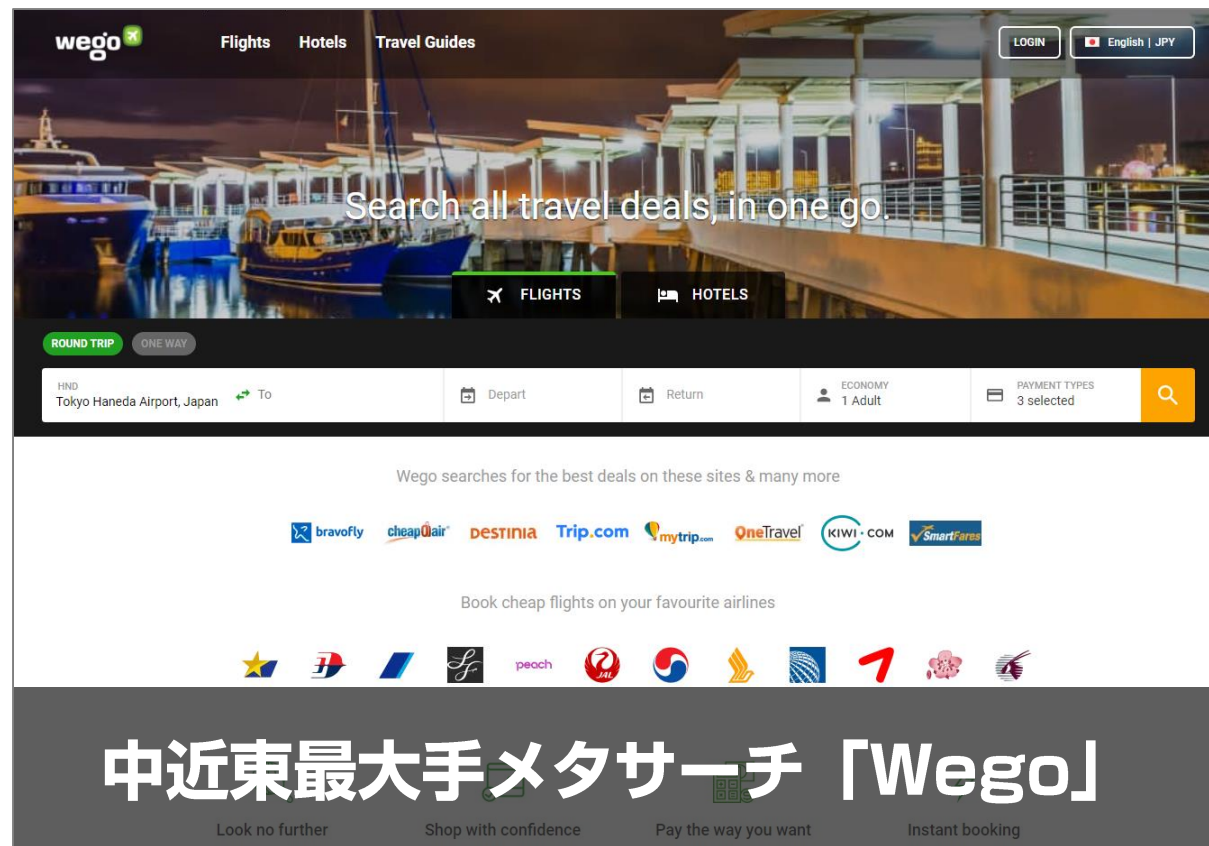 wego
Flights Hotels Travel Guides
LOGIN
English | JPY
Search all travel deals, in one go.
FLIGHTS HOTELS
ROUND TRIP ONE WAY
HND
Tokyo Haneda Airport, Japan
To
Depart
Return
ECONOMY
1 Adult
PAYMENT TYPES
3 selected
Wego searches for the best deals on these sites & many more
bravofly cheapOair DESTINIA Trip.com mytrip.com OneTravel KIWI.COM SmartFares
Book cheap flights on your favourite airlines
peach JAL
中近東最大手メタサーチ「Wego」
Look no further Shop with confidence Pay the way you want Instant booking